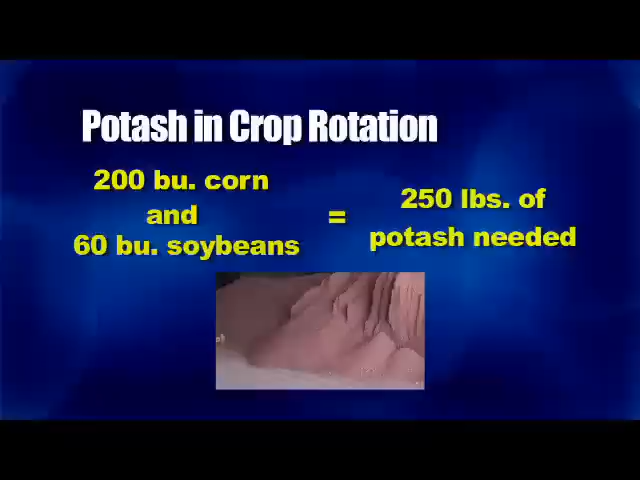 Potash in Crop Rotation
200 bu. corn
and
60 bu. soybeans
=
250 lbs. of
potash needed